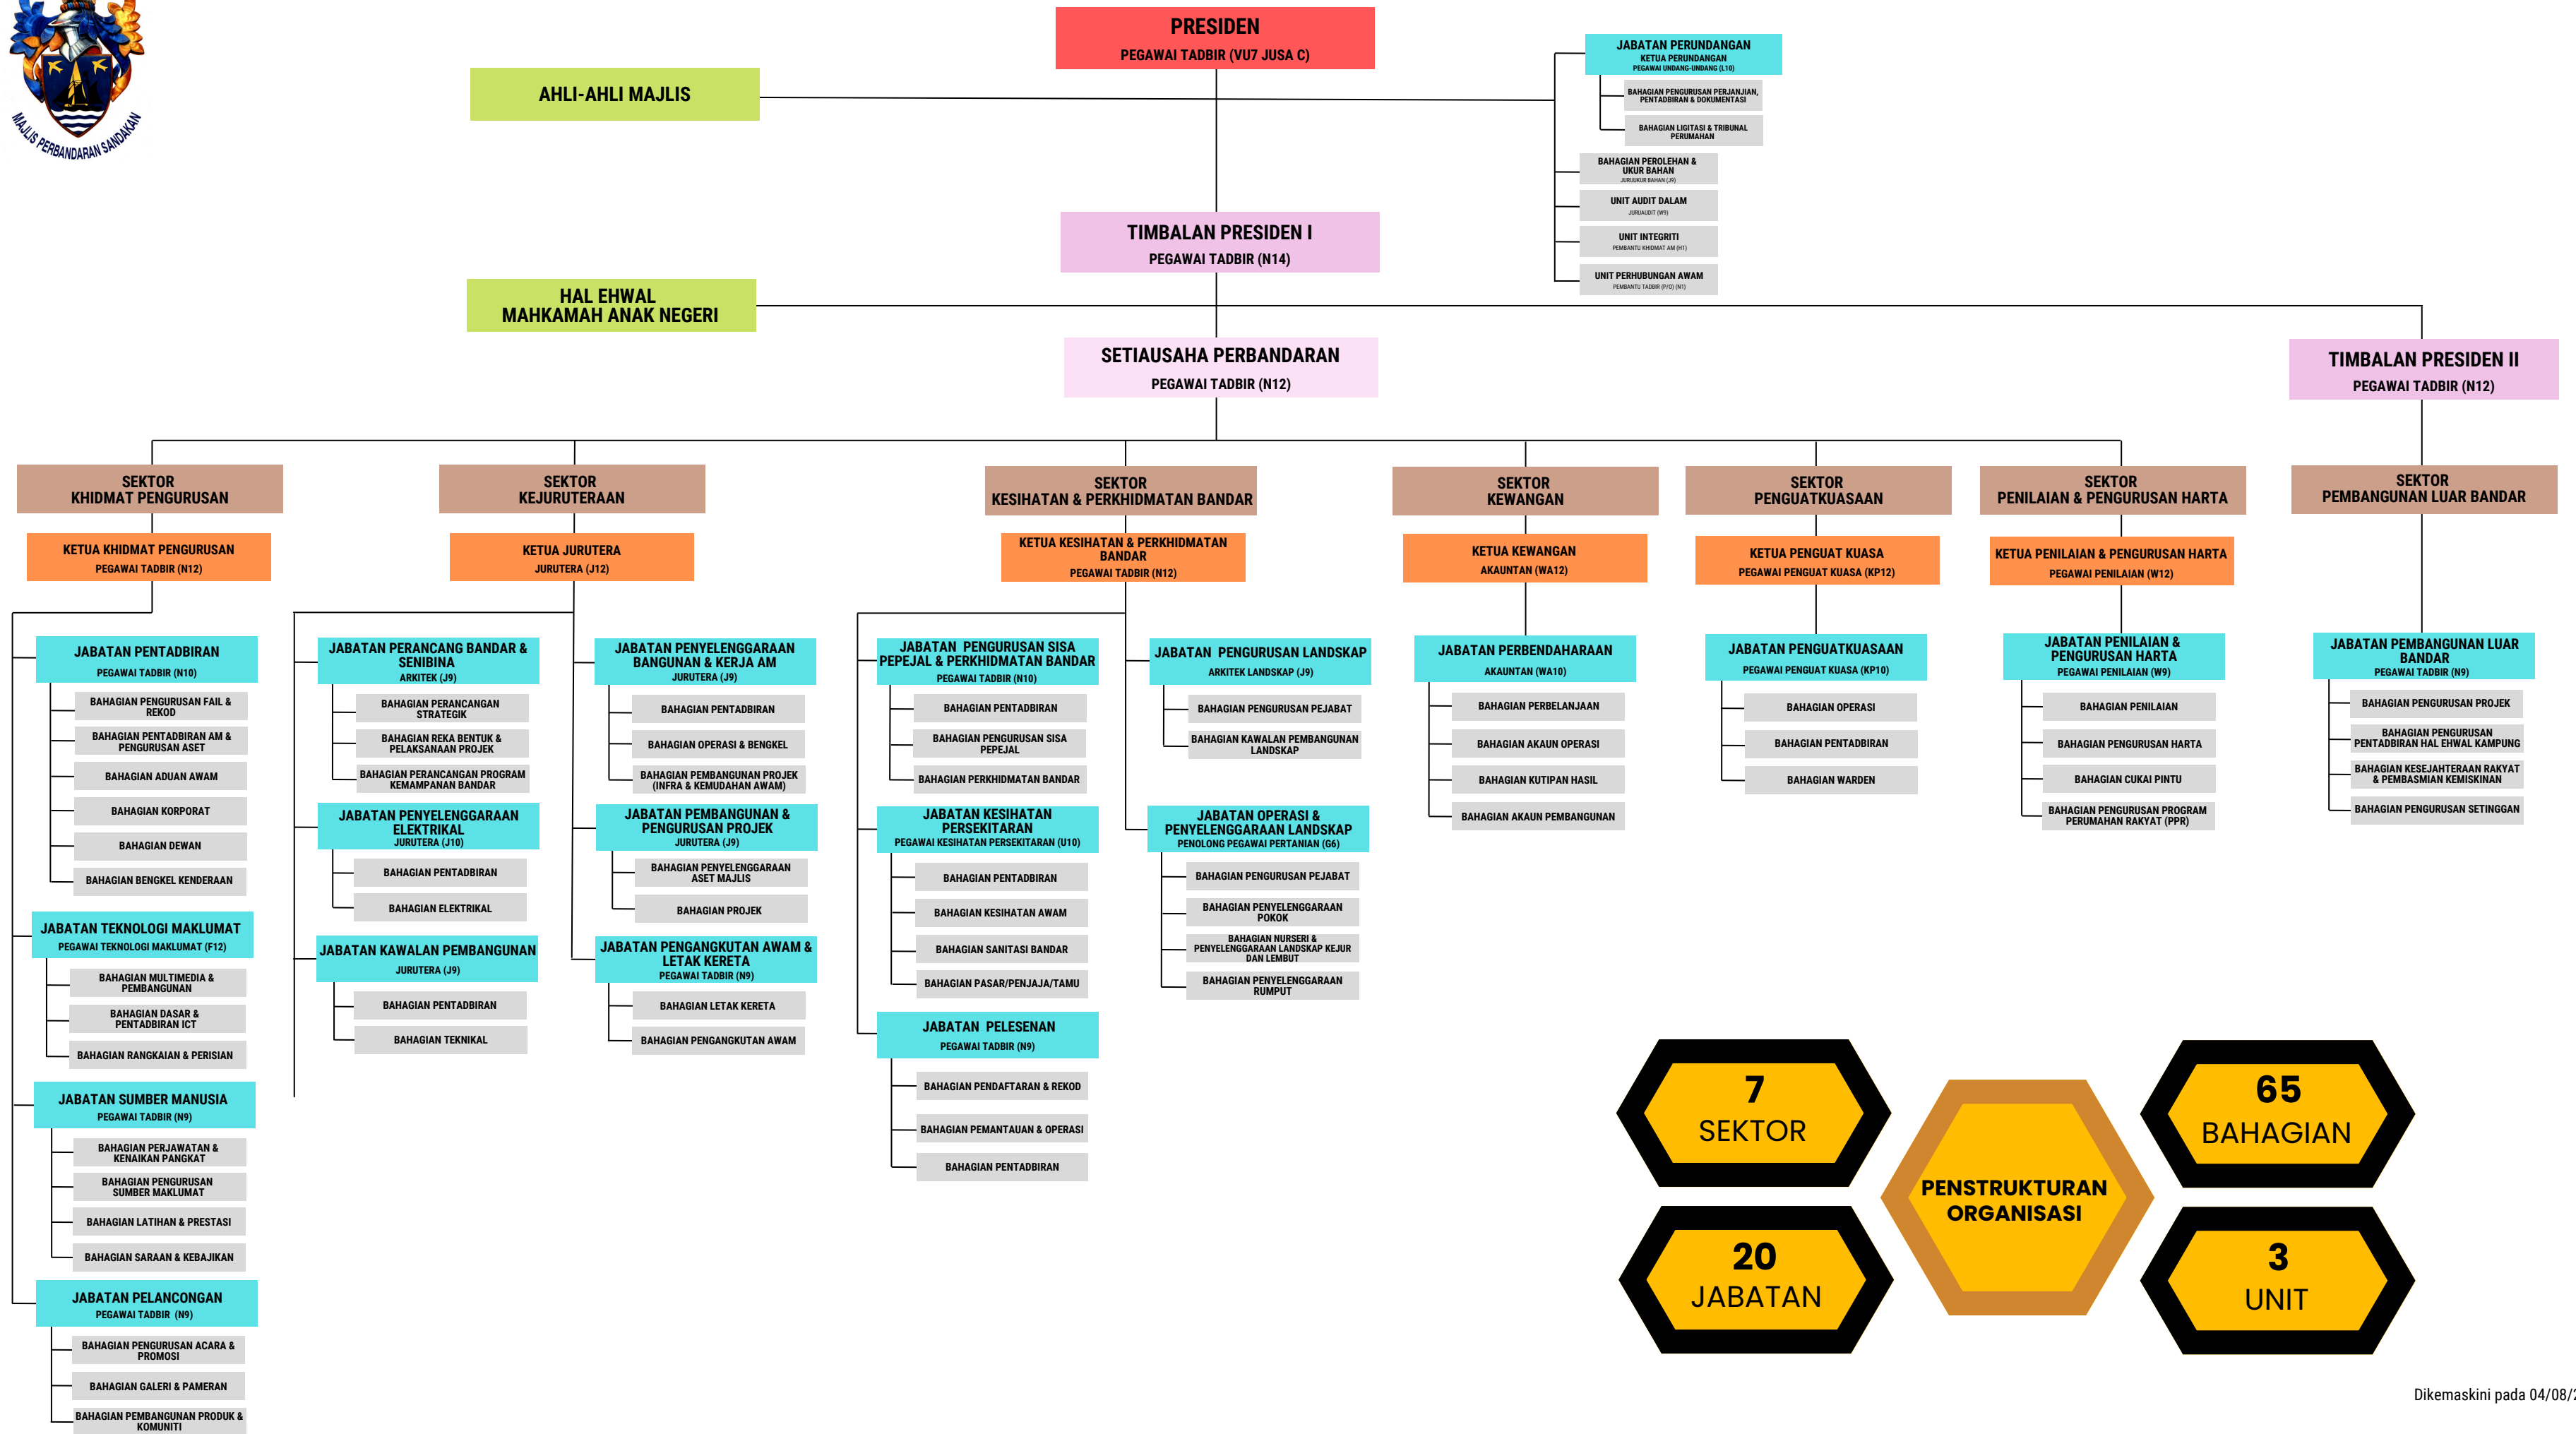 MAJLIS PERBANDARAN SANDAKAN
PRESIDEN
PEGAWAI TADBIR (VU7 JUSA C)
AHLI-AHLI MAJLIS
JABATAN PERUNDANGAN
KETUA PERUNDANGAN
PEGAWAI UNDANG-UNDANG (L10)
BAHAGIAN PENGURUSAN PERJANJIAN,
PENTADBIRAN & DOKUMENTASI
BAHAGIAN LIGITASI & TRIBUNAL
PERUMAHAN
BAHAGIAN PEROLEHAN &
UKUR BAHAN
JURUUKUR BAHAN (J9)
UNIT AUDIT DALAM
JURUAUDIT (W9)
UNIT INTEGRITI
PEMBANTU KHIDMAT AM (H1)
UNIT PERHUBUNGAN AWAM
PEMBANTU TADBIR (P/O) (N1)
TIMBALAN PRESIDEN I
PEGAWAI TADBIR (N14)
HAL EHWAL
MAHKAMAH ANAK NEGERI
SETIAUSAHA PERBANDARAN
PEGAWAI TADBIR (N12)
TIMBALAN PRESIDEN II
PEGAWAI TADBIR (N12)
SEKTOR
KHIDMAT PENGURUSAN
KETUA KHIDMAT PENGURUSAN
PEGAWAI TADBIR (N12)
JABATAN PENTADBIRAN
PEGAWAI TADBIR (N10)
BAHAGIAN PENGURUSAN FAIL &
REKOD
BAHAGIAN PENTADBIRAN AM &
PENGURUSAN ASET
BAHAGIAN ADUAN AWAM
BAHAGIAN KORPORAT
BAHAGIAN DEWAN
BAHAGIAN BENGKEL KENDERAAN
JABATAN TEKNOLOGI MAKLUMAT
PEGAWAI TEKNOLOGI MAKLUMAT (F12)
BAHAGIAN MULTIMEDIA &
PEMBANGUNAN
BAHAGIAN DASAR &
PENTADBIRAN ICT
BAHAGIAN RANGKAIAN & PERISIAN
JABATAN SUMBER MANUSIA
PEGAWAI TADBIR (N9)
BAHAGIAN PERJAWATAN &
KENAIKAN PANGKAT
BAHAGIAN PENGURUSAN
SUMBER MAKLUMAT
BAHAGIAN LATIHAN & PRESTASI
BAHAGIAN SARAAN & KEBAJIKAN
JABATAN PELANCONGAN
PEGAWAI TADBIR (N9)
BAHAGIAN PENGURUSAN ACARA &
PROMOSI
BAHAGIAN GALERI & PAMERAN
BAHAGIAN PEMBANGUNAN PRODUK &
KOMUNITI
SEKTOR
KEJURUTERAAN
KETUA JURUTERA
JURUTERA (J12)
JABATAN PERANCANG BANDAR &
SENIBINA
ARKITEK (J9)
BAHAGIAN PERANCANGAN
STRATEGIK
BAHAGIAN REKA BENTUK &
PELAKSANAAN PROJEK
BAHAGIAN PERANCANGAN PROGRAM
KEMAMPANAN BANDAR
JABATAN PENYELENGGARAAN
ELEKTRIKAL
JURUTERA (J10)
BAHAGIAN PENTADBIRAN
BAHAGIAN ELEKTRIKAL
JABATAN KAWALAN PEMBANGUNAN
JURUTERA (J9)
BAHAGIAN PENTADBIRAN
BAHAGIAN TEKNIKAL
JABATAN PENYELENGGARAAN
BANGUNAN & KERJA AM
JURUTERA (J9)
BAHAGIAN PENTADBIRAN
BAHAGIAN OPERASI & BENGKEL
BAHAGIAN PEMBANGUNAN PROJEK
(INFRA & KEMUDAHAN AWAM)
JABATAN PEMBANGUNAN &
PENGURUSAN PROJEK
JURUTERA (J9)
BAHAGIAN PENYELENGGARAAN
ASET MAJLIS
BAHAGIAN PROJEK
JABATAN PENGANGKUTAN AWAM &
LETAK KERETA
PEGAWAI TADBIR (N9)
BAHAGIAN LETAK KERETA
BAHAGIAN PENGANGKUTAN AWAM
SEKTOR
KESIHATAN & PERKHIDMATAN BANDAR
KETUA KESIHATAN & PERKHIDMATAN
BANDAR
PEGAWAI TADBIR (N12)
JABATAN PENGURUSAN SISA
PEPEJAL & PERKHIDMATAN BANDAR
PEGAWAI TADBIR (N10)
BAHAGIAN PENTADBIRAN
BAHAGIAN PENGURUSAN SISA
PEPEJAL
BAHAGIAN PERKHIDMATAN BANDAR
JABATAN KESIHATAN
PERSEKITARAN
PEGAWAI KESIHATAN PERSEKITARAN (U10)
BAHAGIAN PENTADBIRAN
BAHAGIAN KESIHATAN AWAM
BAHAGIAN SANITASI BANDAR
BAHAGIAN PASAR/PENJAJA/TAMU
JABATAN PELESENAN
PEGAWAI TADBIR (N9)
BAHAGIAN PENDAFTARAN & REKOD
BAHAGIAN PEMANTAUAN & OPERASI
BAHAGIAN PENTADBIRAN
JABATAN PENGURUSAN LANDSKAP
ARKITEK LANDSKAP (J9)
BAHAGIAN PENGURUSAN PEJABAT
BAHAGIAN KAWALAN PEMBANGUNAN
LANDSKAP
JABATAN OPERASI &
PENYELENGGARAAN LANDSKAP
PENOLONG PEGAWAI PERTANIAN (G6)
BAHAGIAN PENGURUSAN PEJABAT
BAHAGIAN PENYELENGGARAAN
POKOK
BAHAGIAN NURSERI &
PENYELENGGARAAN LANDSKAP KEJUR
DAN LEMBUT
BAHAGIAN PENYELENGGARAAN
RUMPUT
SEKTOR
KEWANGAN
KETUA KEWANGAN
AKAUNTAN (WA12)
JABATAN PERBENDAHARAAN
AKAUNTAN (WA10)
BAHAGIAN PERBELANJAAN
BAHAGIAN AKAUN OPERASI
BAHAGIAN KUTIPAN HASIL
BAHAGIAN AKAUN PEMBANGUNAN
SEKTOR
PENGUATKUASAAN
KETUA PENGUAT KUASA
PEGAWAI PENGUAT KUASA (KP12)
JABATAN PENGUATKUASAAN
PEGAWAI PENGUAT KUASA (KP10)
BAHAGIAN OPERASI
BAHAGIAN PENTADBIRAN
BAHAGIAN WARDEN
SEKTOR
PENILAIAN & PENGURUSAN HARTA
KETUA PENILAIAN & PENGURUSAN HARTA
PEGAWAI PENILAIAN (W12)
JABATAN PENILAIAN &
PENGURUSAN HARTA
PEGAWAI PENILAIAN (W9)
BAHAGIAN PENILAIAN
BAHAGIAN PENGURUSAN HARTA
BAHAGIAN CUKAI PINTU
BAHAGIAN PENGURUSAN PROGRAM
PERUMAHAN RAKYAT (PPR)
SEKTOR
PEMBANGUNAN LUAR BANDAR
JABATAN PEMBANGUNAN LUAR
BANDAR
PEGAWAI TADBIR (N9)
BAHAGIAN PENGURUSAN PROJEK
BAHAGIAN PENGURUSAN
PENTADBIRAN HAL EHWAL KAMPUNG
BAHAGIAN KESEJAHTERAAN RAKYAT
& PEMBASMIAN KEMISKINAN
BAHAGIAN PENGURUSAN SETINGGAN
7
SEKTOR
65
BAHAGIAN
PENSTRUKTURAN
ORGANISASI
20
JABATAN
3
UNIT
Dikemaskini pada 04/08/2